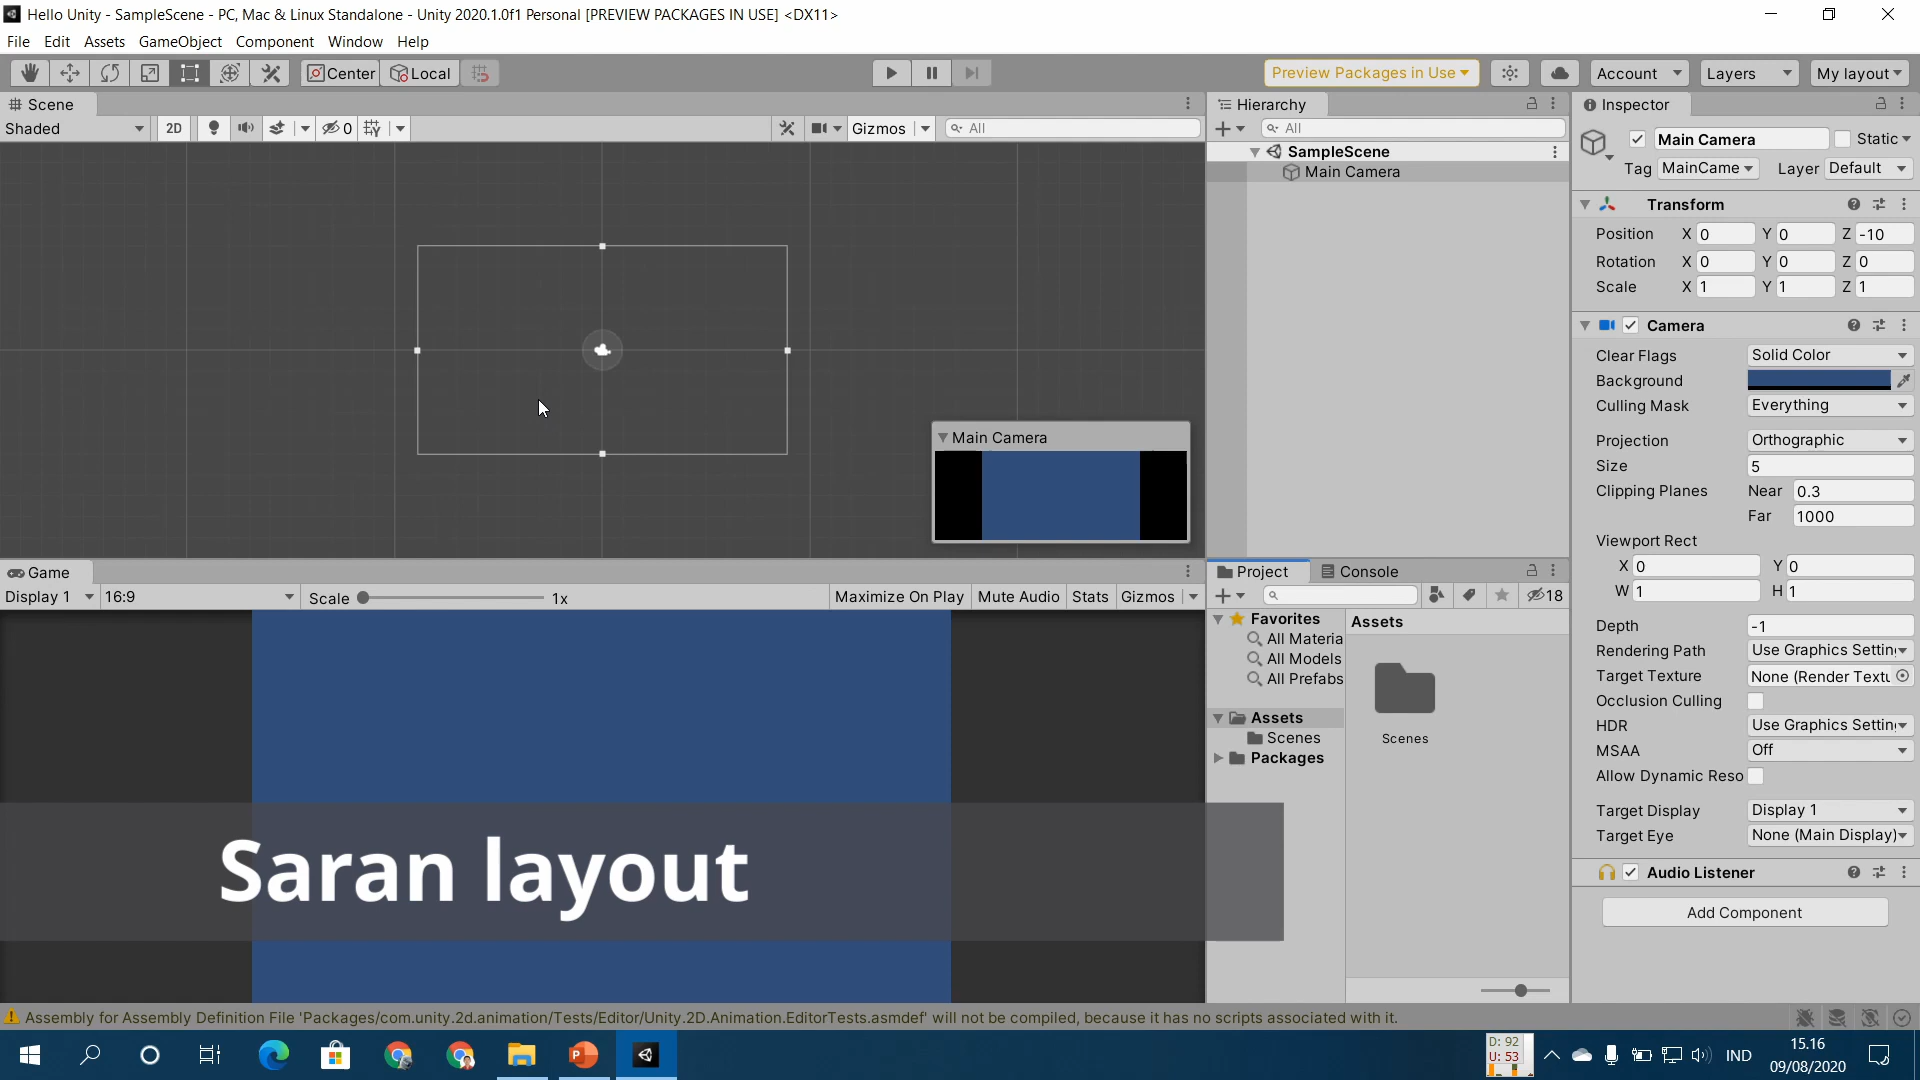 Hello Unity - SampleScene - PC, Mac & Linux Standalone - Unity 2020.1.0f1 Personal [PREVIEW PACKAGES IN USE] <DX11>
File Edit Assets GameObject Component Window Help
Center Local Preview Packages in Use Account Layers My layout
Scene
Shaded 2D 0 Gizmos All
Main Camera
Hierarchy
All
SampleScene
Main Camera
Game
Display 1 16:9 Scale 1x Maximize On Play Mute Audio Stats Gizmos
Project Console
18
Favorites
All Materia
All Models
All Prefabs
Assets
Scenes
Packages
Assets
Scenes
Inspector
Main Camera Static
Tag MainCame Layer Default
Transform
Position X 0 Y 0 Z -10
Rotation X 0 Y 0 Z 0
Scale X 1 Y 1 Z 1
Camera
Clear Flags Solid Color
Background
Culling Mask Everything
Projection Orthographic
Size 5
Clipping Planes Near 0.3
Far 1000
Viewport Rect
X 0 Y 0
W 1 H 1
Depth -1
Rendering Path Use Graphics Settin
Target Texture None (Render Textu
Occlusion Culling
HDR Use Graphics Settin
MSAA Off
Allow Dynamic Reso
Target Display Display 1
Target Eye None (Main Display)
Audio Listener
Add Component
Saran layout
Assembly for Assembly Definition File 'Packages/com.unity.2d.animation/Tests/Editor/Unity.2D.Animation.EditorTests.asmdef' will not be compiled, because it has no scripts associated with it.
D: 92
U: 53
IND
15.16
09/08/2020